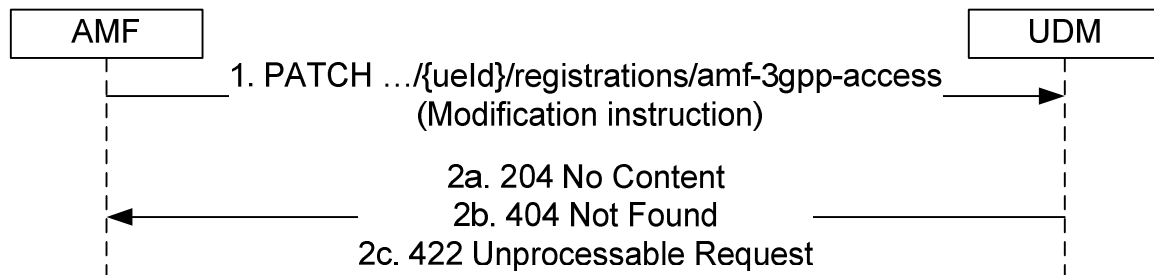 AMF
UDM
1. PATCH …/{ueId}/registrations/amf-3gpp-access
(Modification instruction)
2a. 204 No Content
2b. 404 Not Found
2c. 422 Unprocessable Request